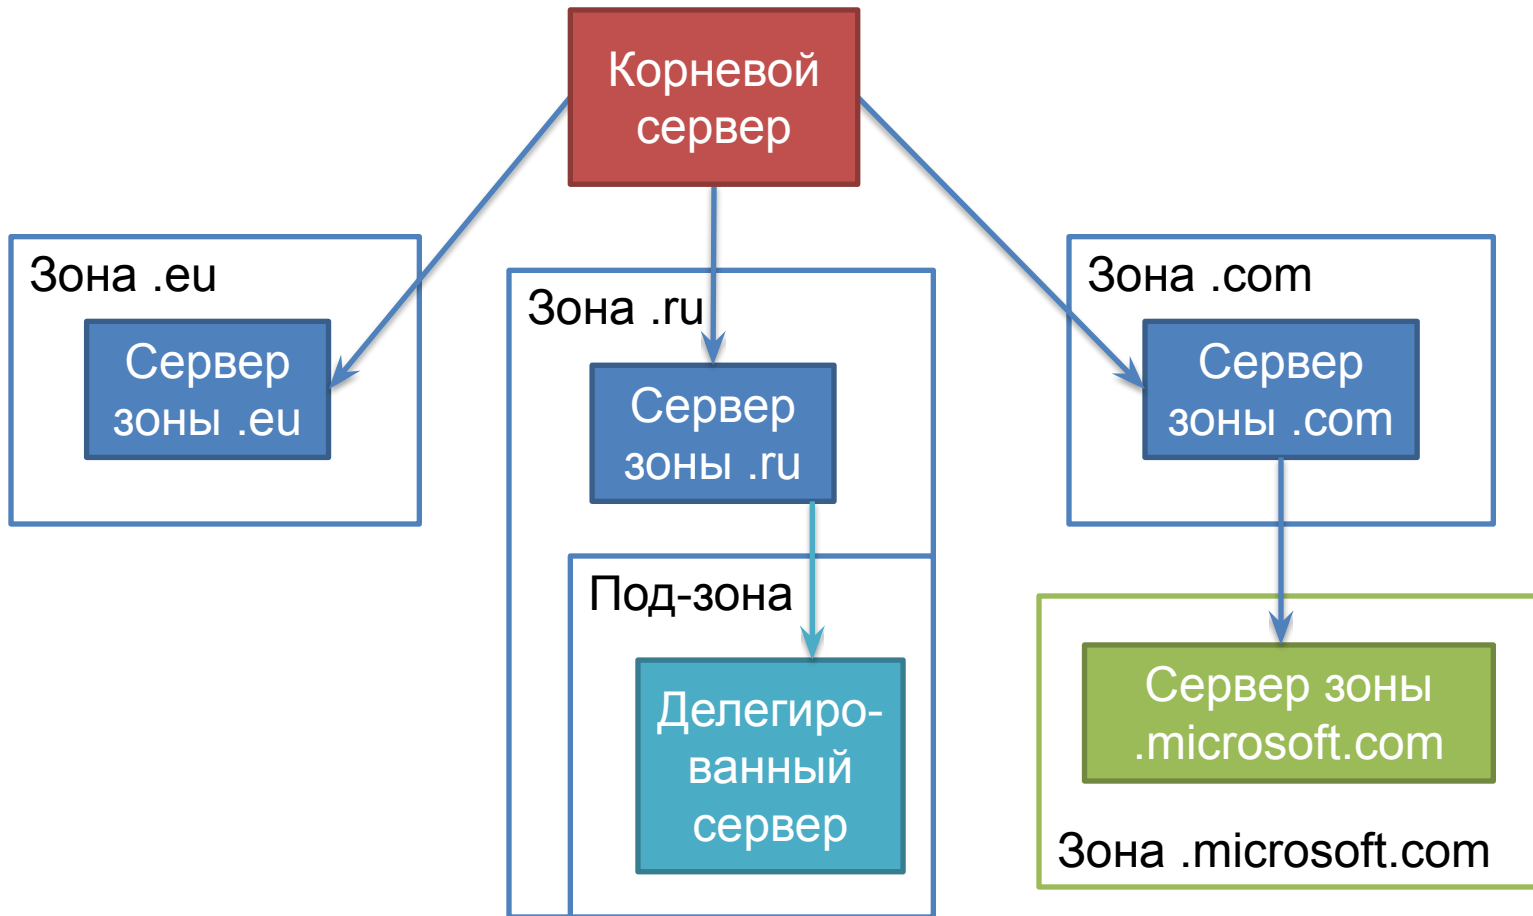 Корневой
сервер
Зона .eu
Сервер
зоны .eu
Зона .ru
Сервер
зоны .ru
Под-зона
Делегиро-
ванный
сервер
Зона .com
Сервер
зоны .com
Сервер зоны
.microsoft.com
Зона .microsoft.com